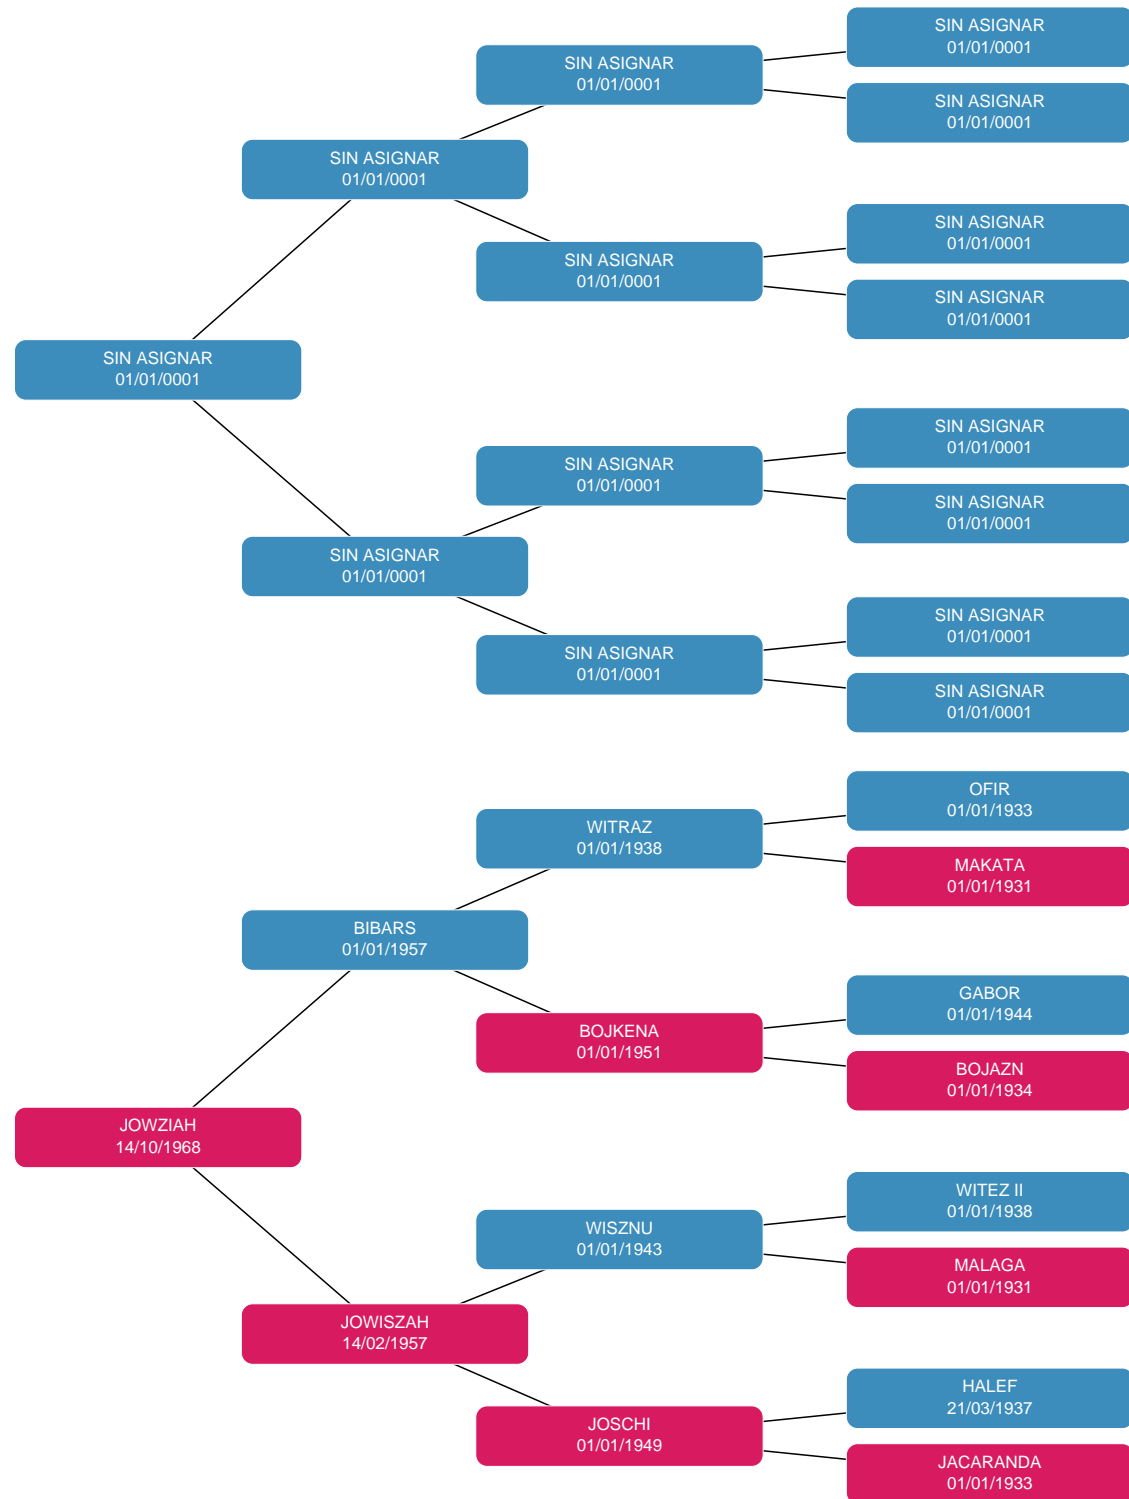 SIN ASIGNAR
01/01/0001
SIN ASIGNAR
01/01/0001
SIN ASIGNAR
01/01/0001
SIN ASIGNAR
01/01/0001
SIN ASIGNAR
01/01/0001
SIN ASIGNAR
01/01/0001
SIN ASIGNAR
01/01/0001
SIN ASIGNAR
01/01/0001
SIN ASIGNAR
01/01/0001
SIN ASIGNAR
01/01/0001
SIN ASIGNAR
01/01/0001
SIN ASIGNAR
01/01/0001
SIN ASIGNAR
01/01/0001
SIN ASIGNAR
01/01/0001
SIN ASIGNAR
01/01/0001
OFIR
01/01/1933
WITRAZ
01/01/1938
MAKATA
01/01/1931
BIBARS
01/01/1957
GABOR
01/01/1944
BOJKENA
01/01/1951
BOJAZN
01/01/1934
JOWZIAH
14/10/1968
WITEZ II
01/01/1938
WISZNU
01/01/1943
MALAGA
01/01/1931
JOWISZAH
14/02/1957
HALEF
21/03/1937
JOSCHI
01/01/1949
JACARANDA
01/01/1933